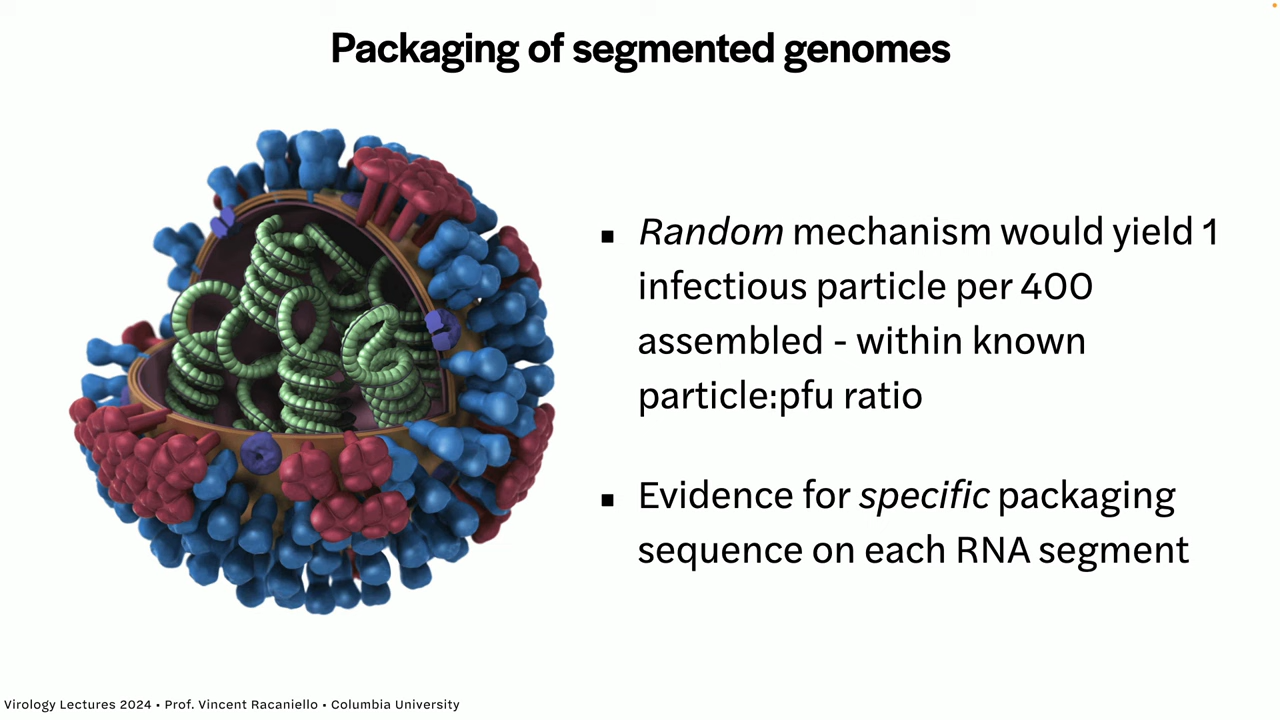 Packaging of segmented genomes
Random mechanism would yield 1
infectious particle per 400
assembled - within known
particle:pfu ratio
Evidence for specific packaging
sequence on each RNA segment
Virology Lectures 2024 • Prof. Vincent Racaniello • Columbia University